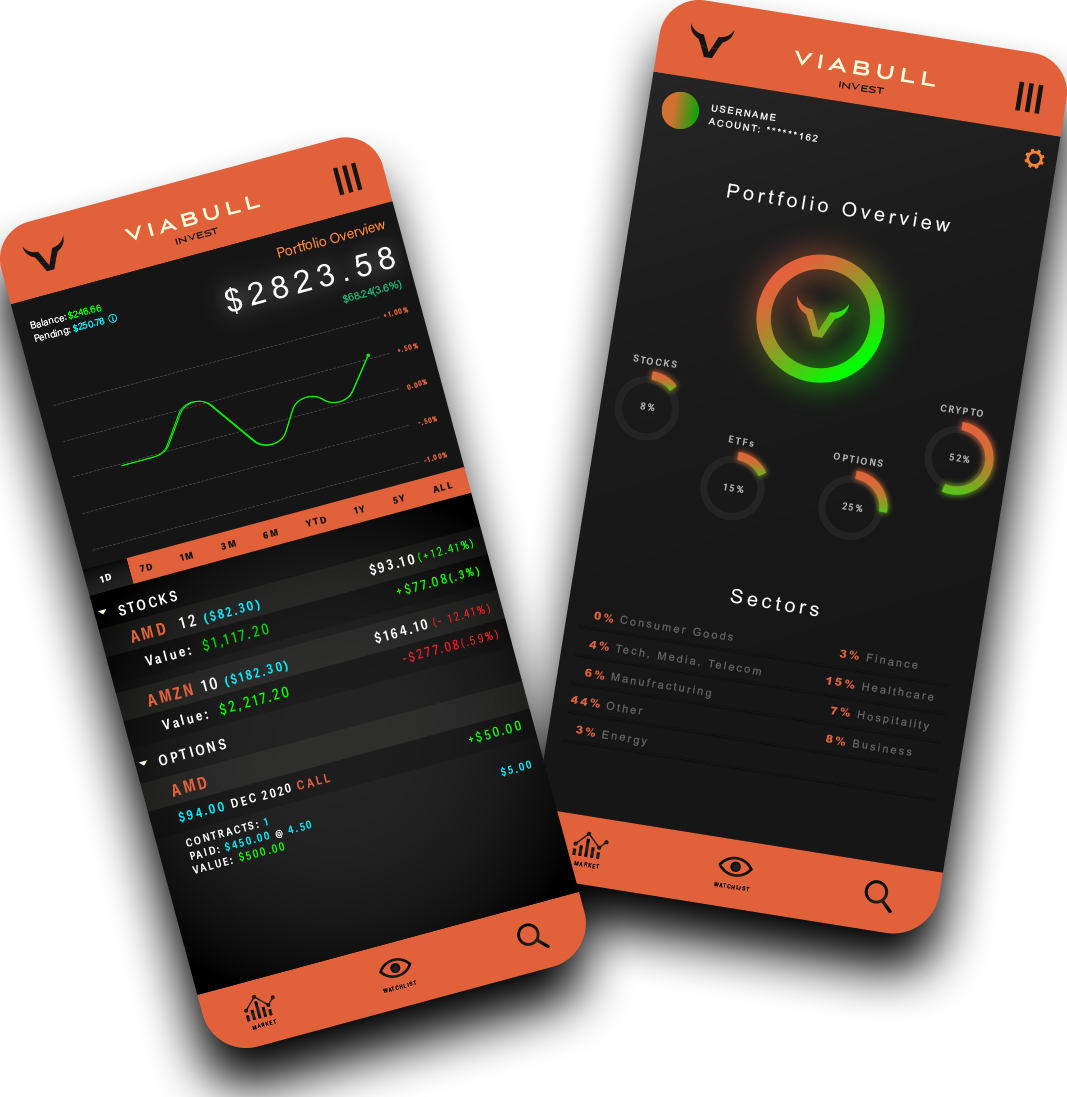 VIABULL
INVEST
Portfolio Overview
$2823.58
$68.24(3.6%)
Balance: $246.66
Pending: $250.78
+1.00%
+.50%
0.00%
-.50%
-1.00%
1D 7D 1M 3M 6M YTD 1Y 5Y ALL
STOCKS
AMD 12 ($82.30) $93.10 (+12.41%)
Value: $1,117.20 +$77.08(.3%)
AMZN 10 ($182.30) $164.10 (- 12.41%)
Value: $2,217.20 -$277.08(.59%)
OPTIONS
AMD +$50.00
$94.00 DEC 2020 CALL $5.00
CONTRACTS: 1
PAID: $450.00 @ 4.50
VALUE: $500.00
MARKET
WATCHLIST
VIABULL
INVEST
USERNAME
ACOUNT: ******162
Portfolio Overview
STOCKS
8%
ETFs
15%
OPTIONS
25%
CRYPTO
52%
Sectors
0% Consumer Goods
4% Tech, Media, Telecom
6% Manufracturing
44% Other
3% Energy
3% Finance
15% Healthcare
7% Hospitality
8% Business
MARKET
WATCHLIST